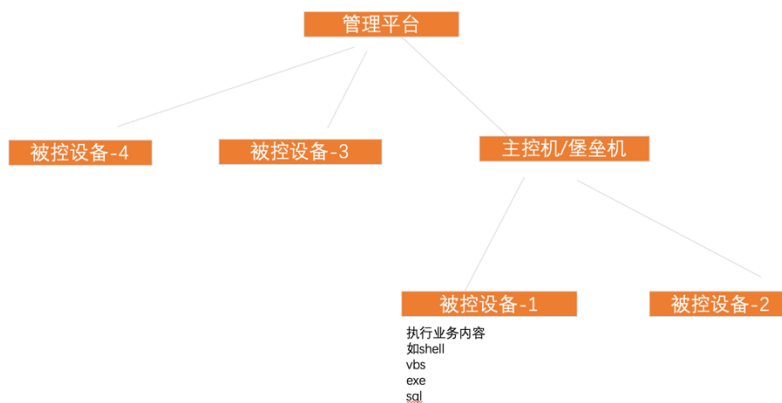 管理平台
被控设备-4
被控设备-3
主控机/堡垒机
被控设备-1
被控设备-2
执行业务内容
如shell
vbs
exe
sql